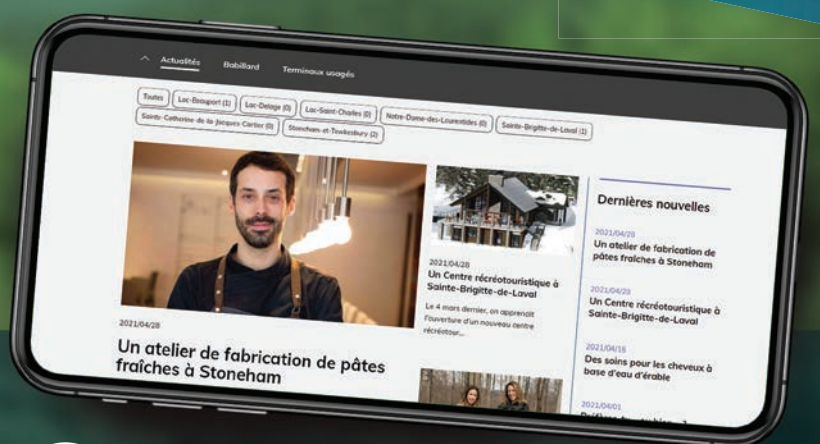 Actualités Babillard Terminaux usagés
Toutes Lac-Beauport (1) Lac-Delage (0) Lac-Saint-Charles (0) Notre-Dame-des-Laurentides (0) Sainte-Brigitte-de-Laval (1)
Sainte-Catherine-de-la-Jacques-Cartier (0) Stoneham-et-Tewkesbury (2)
2021/04/28
Un atelier de fabrication de pâtes
fraîches à Stoneham
2021/04/28
Un Centre récréotouristique à
Sainte-Brigitte-de-Laval
Le 4 mars dernier, on apprenait
l'ouverture d'un nouveau centre
récréotour...
Dernières nouvelles
2021/04/28
Un atelier de fabrication de
pâtes fraîches à Stoneham
2021/04/28
Un Centre récréotouristique à
Sainte-Brigitte-de-Laval
2021/04/16
Des soins pour les cheveux à
base d'eau d'érable
2021/04/01